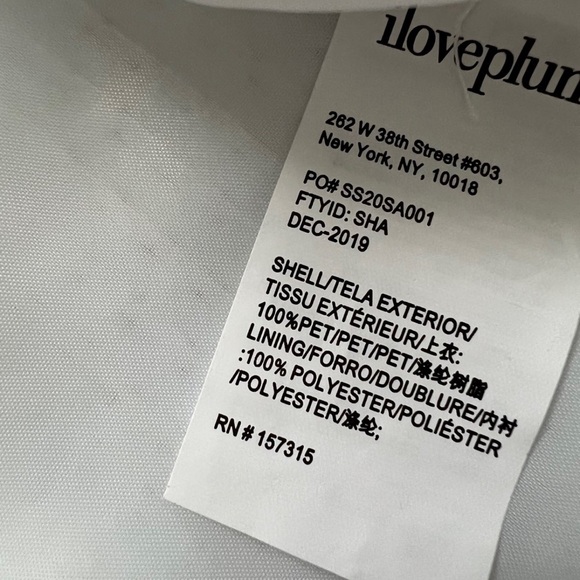 iloveplum
262 W 38th Street #603,
New York, NY, 10018
PO# SS20SA001
FTYID: SHA
DEC-2019
SHELL/TELA EXTERIOR/
TISSU EXTÉRIEUR/上衣:
100%PET/PET/PET/涤纶树脂
LINING/FORRO/DOUBLURE/内衬
:100% POLYESTER/POLIÉSTER
/POLYESTER/涤纶;
RN # 157315